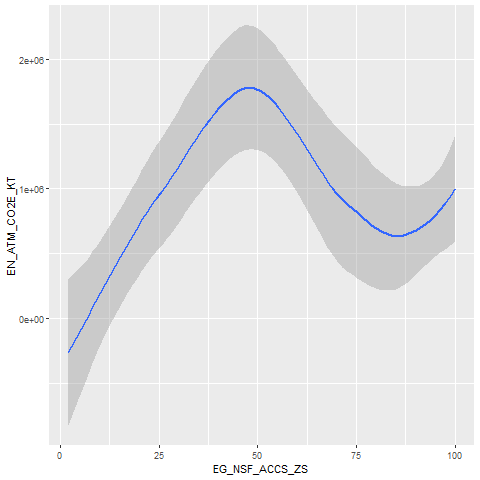 2e+06
1e+06
0e+00
EN_ATM_CO2E_KT
0
25
50
75
100
EG_NSF_ACCS_ZS